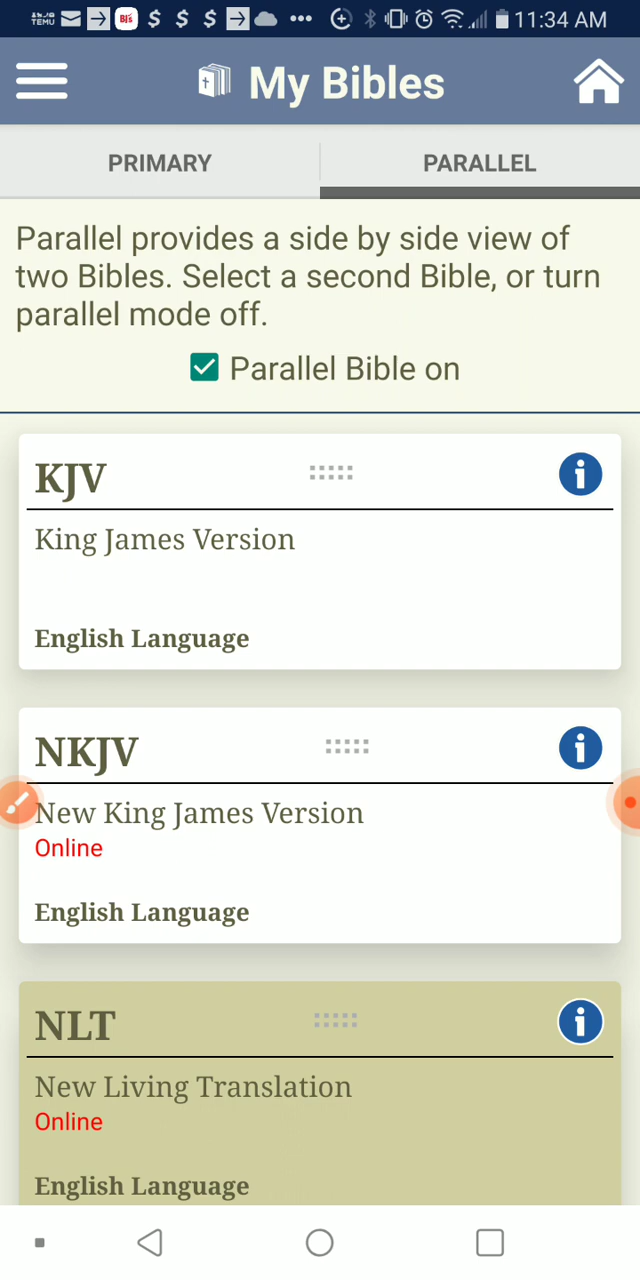 TEMU BJ's $ $ $ 11:34 AM
My Bibles
PRIMARY PARALLEL
Parallel provides a side by side view of
two Bibles. Select a second Bible, or turn
parallel mode off.
Parallel Bible on
KJV
King James Version
English Language
NKJV
New King James Version
Online
English Language
NLT
New Living Translation
Online
English Language